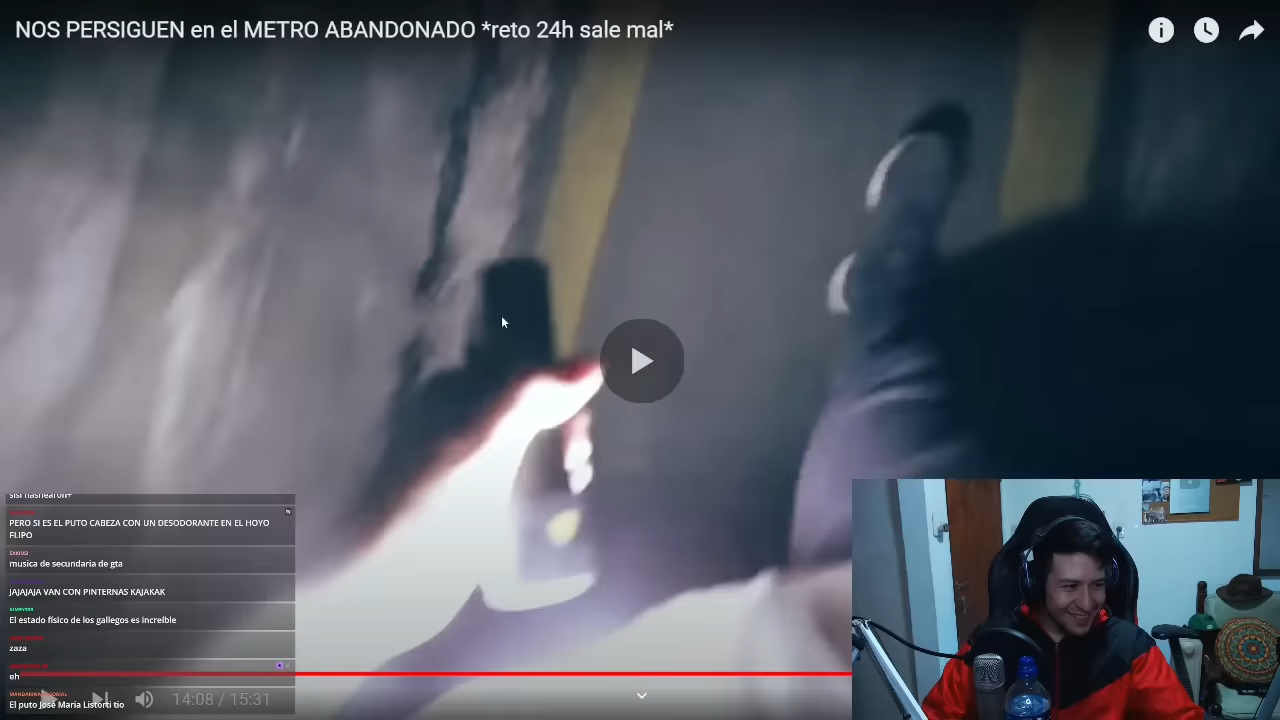 NOS PERSIGUEN en el METRO ABANDONADO *reto 24h sale mal*
PERO SI ES EL PUTO CABEZA CON UN DESODORANTE EN EL HOYO
FLIPO
musica de secundaria de gta
JAJAJAJA VAN CON PINTERNAS KAJAKAK
El estado físico de los gallegos es increíble
zaza
eh
14:08 / 15:31
El puto José Maria Listorti tio